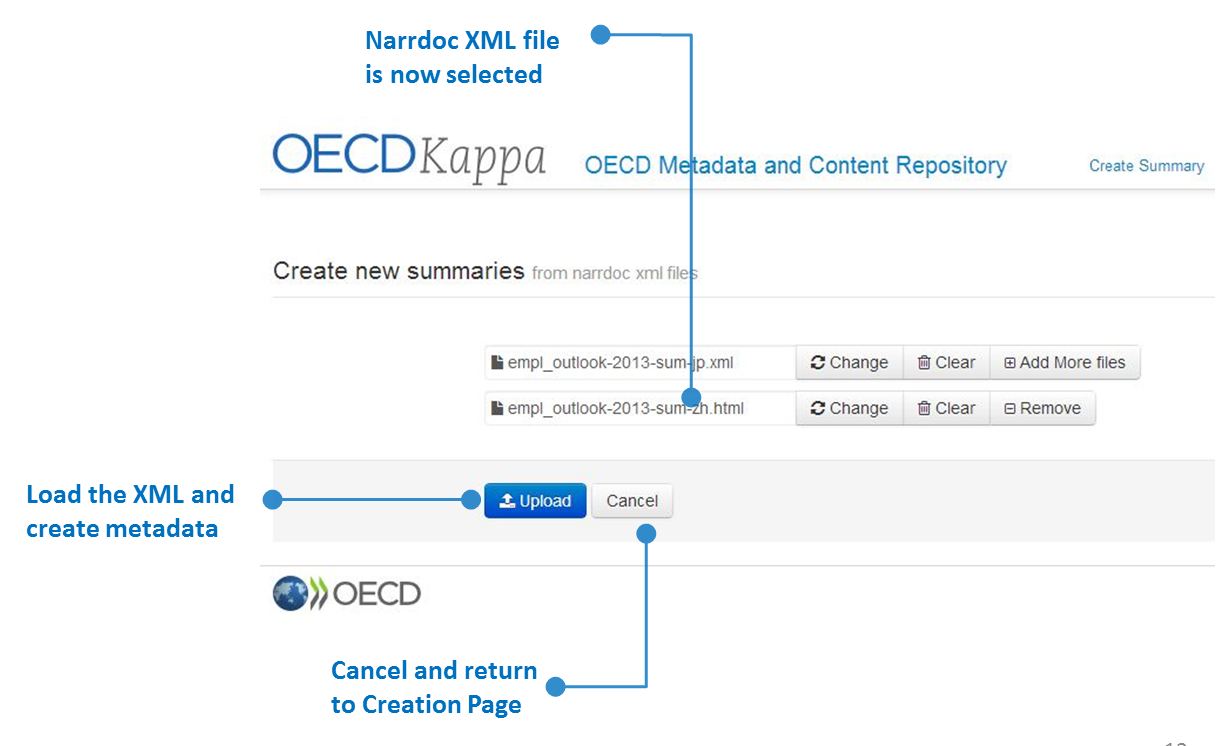 Narrdoc XML file
is now selected
OECD Kappa OECD Metadata and Content Repository Create Summary
Create new summaries from narrdoc xml files
empl_outlook-2013-sum-jp.xml Change Clear Add More files
empl_outlook-2013-sum-zh.html Change Clear Remove
Load the XML and
create metadata
Upload Cancel
OECD
Cancel and return
to Creation Page